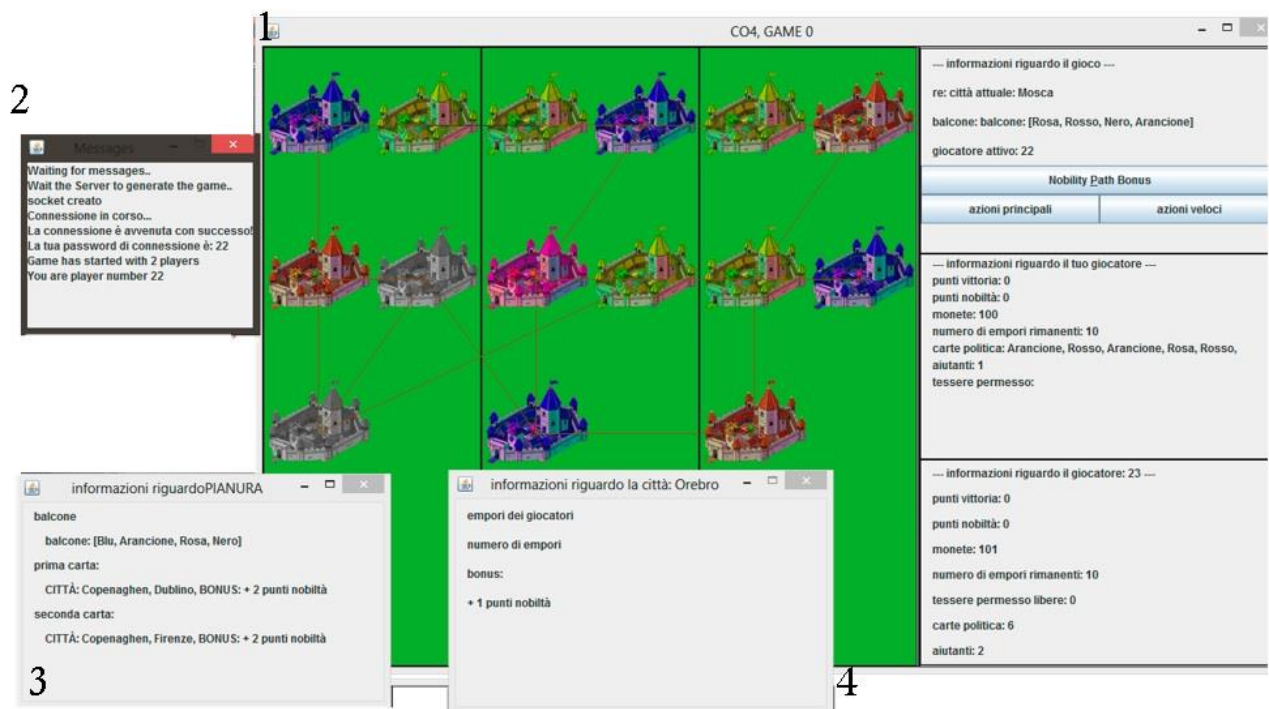 1
CO4, GAME 0
--- informazioni riguardo il gioco ---
re: città attuale: Mosca
balcone: balcone: [Rosa, Rosso, Nero, Arancione]
giocatore attivo: 22
Nobility Path Bonus
azioni principali
azioni veloci
--- informazioni riguardo il tuo giocatore ---
punti vittoria: 0
punti nobiltà: 0
monete: 100
numero di empori rimanenti: 10
carte politica: Arancione, Rosso, Arancione, Rosa, Rosso,
aiutanti: 1
tessere permesso:
--- informazioni riguardo il giocatore: 23 ---
punti vittoria: 0
punti nobiltà: 0
monete: 101
numero di empori rimanenti: 10
tessere permesso libere: 0
carte politica: 6
aiutanti: 2
2
Messages
Waiting for messages..
Wait the Server to generate the game..
socket creato
Connessione in corso...
La connessione è avvenuta con successo!
La tua password di connessione è: 22
Game has started with 2 players
You are player number 22
informazioni riguardoPIANURA
balcone
balcone: [Blu, Arancione, Rosa, Nero]
prima carta:
CITTÀ: Copenaghen, Dublino, BONUS: + 2 punti nobiltà
seconda carta:
CITTÀ: Copenaghen, Firenze, BONUS: + 2 punti nobiltà
3
informazioni riguardo la città: Orebro
empori dei giocatori
numero di empori
bonus:
+ 1 punti nobiltà
4